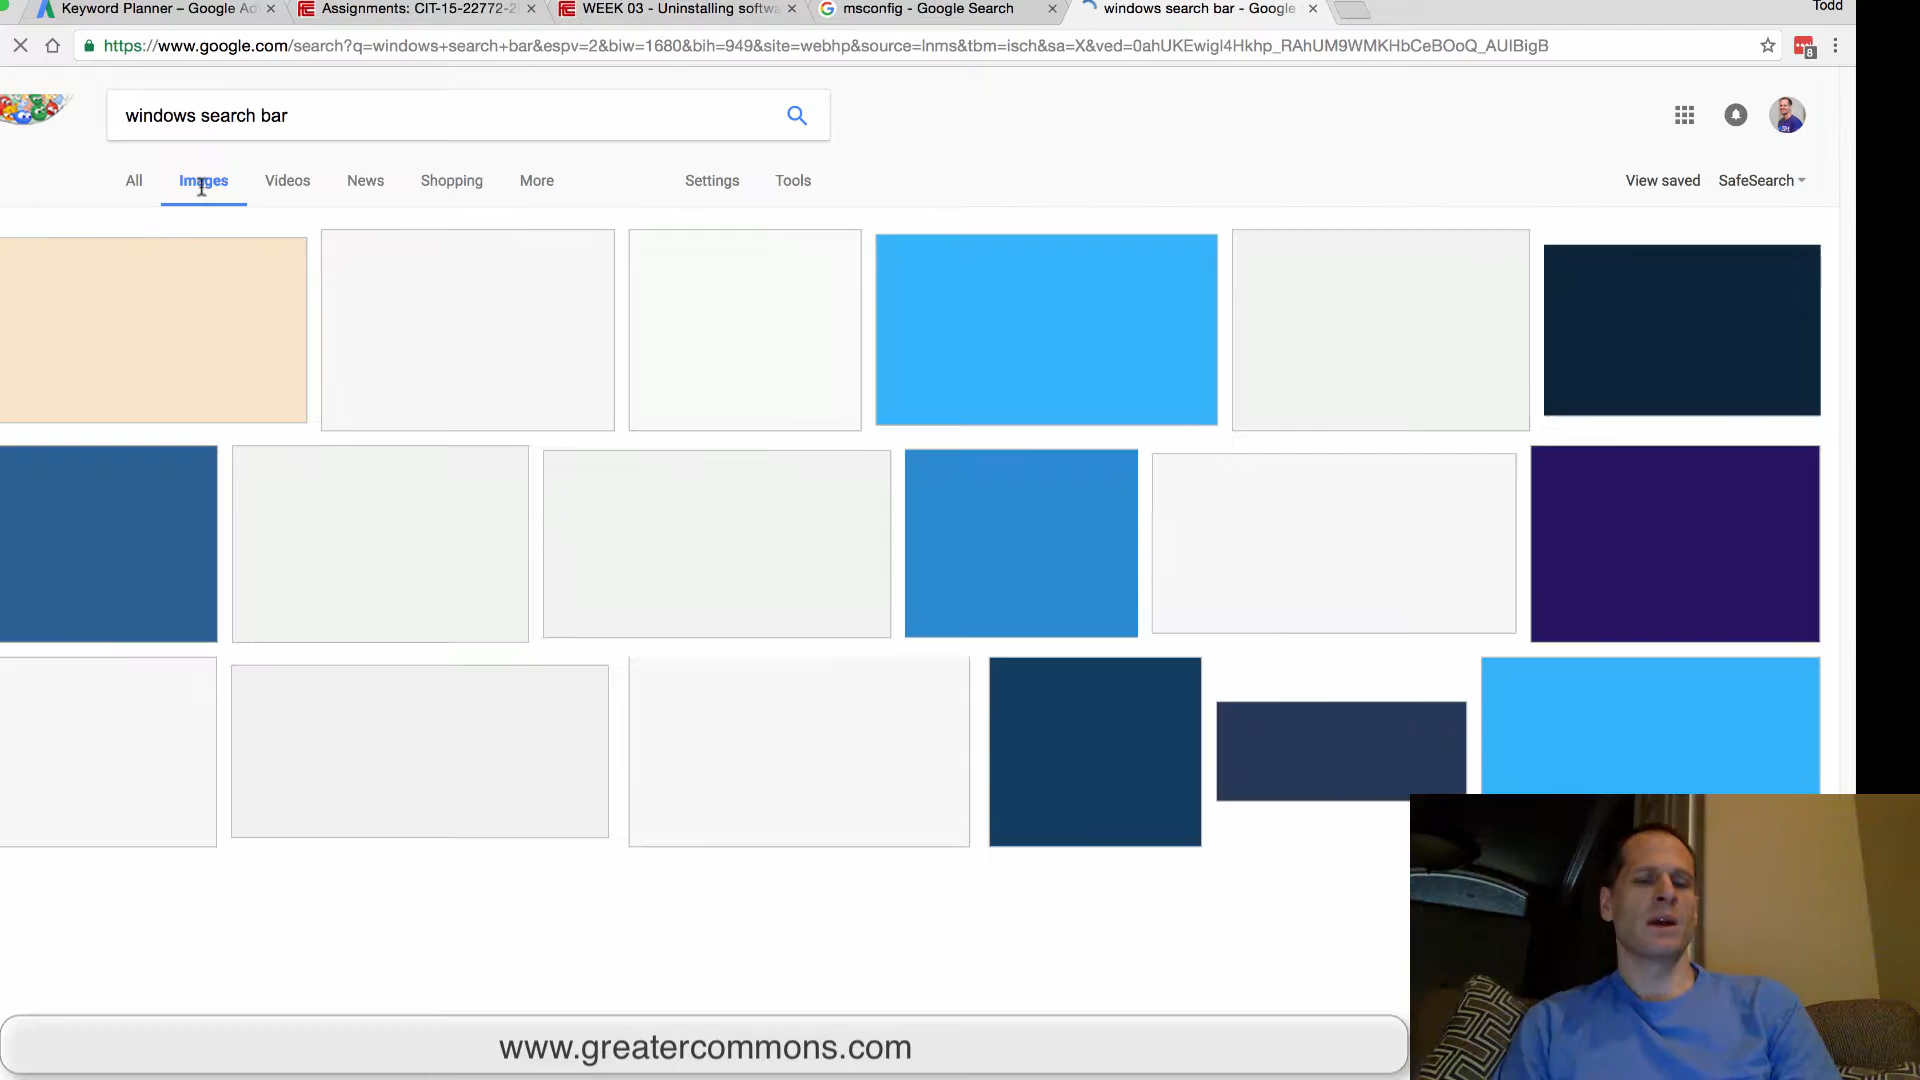 Keyword Planner – Google Ad
Assignments: CIT-15-22772-2
WEEK 03 - Uninstalling softwa
msconfig - Google Search
windows search bar - Google
Todd
https://www.google.com/search?q=windows+search+bar&espv=2&biw=1680&bih=949&site=webhp&source=lnms&tbm=isch&sa=X&ved=0ahUKEwigl4Hkhp_RAhUM9WMKHbCeBOoQ_AUIBigB
8
windows search bar
All
Images
Videos
News
Shopping
More
Settings
Tools
View saved
SafeSearch
www.greatercommons.com